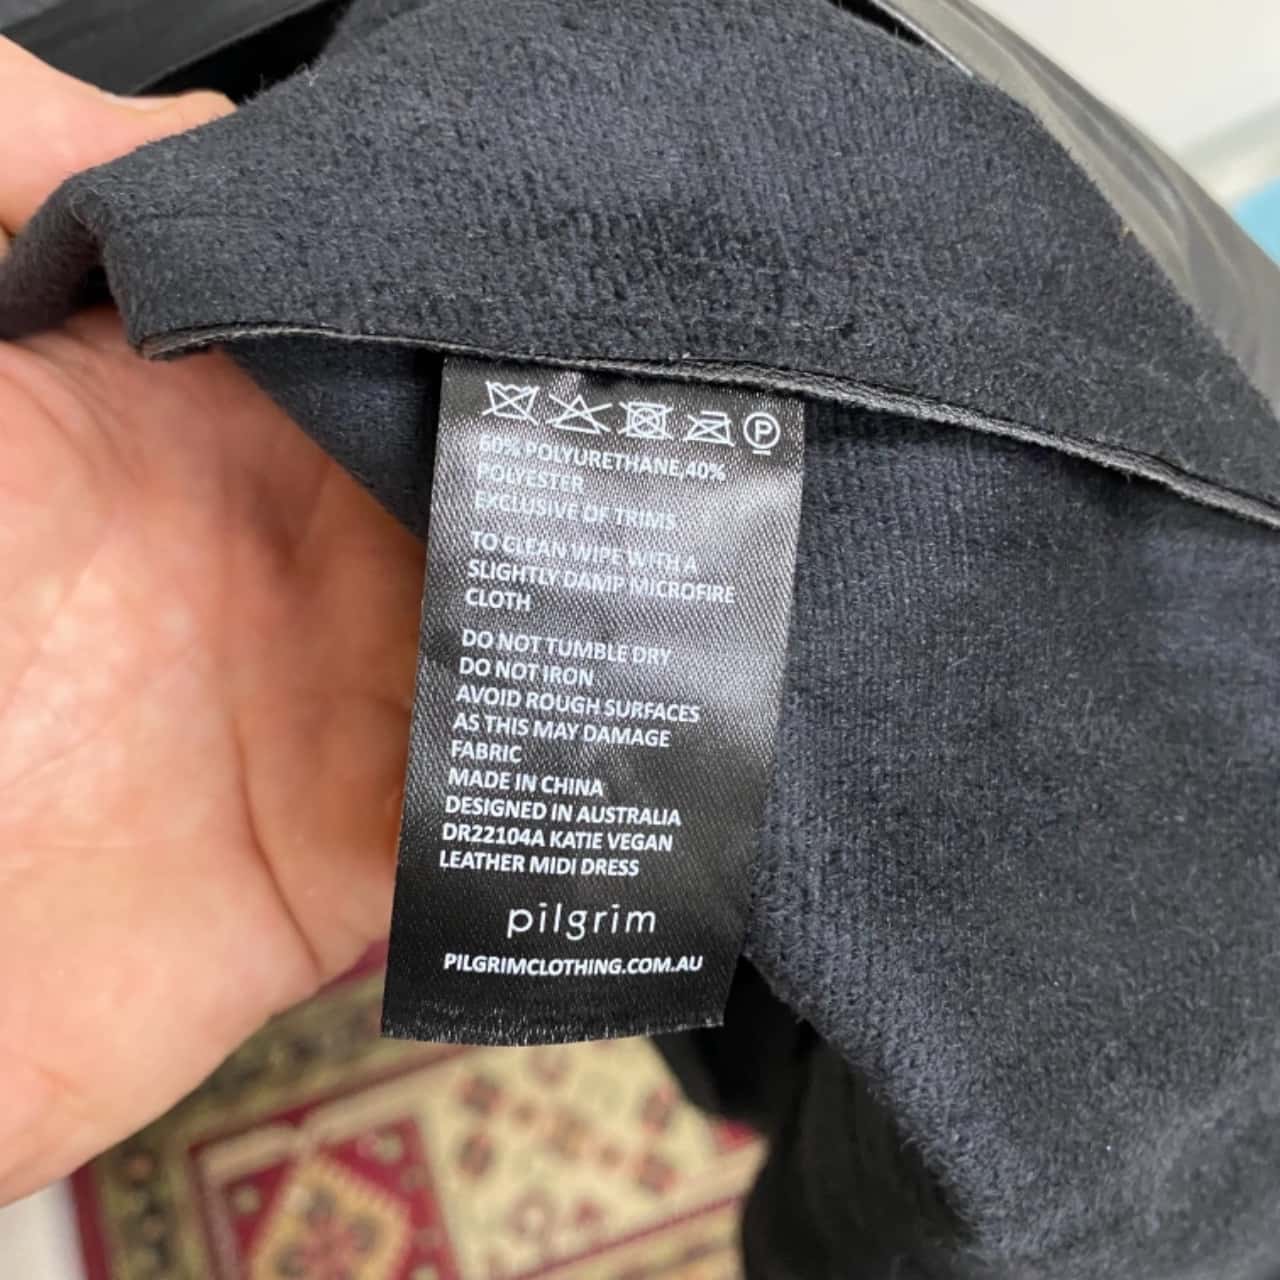 P
60% POLYURETHANE,40%
POLYESTER
EXCLUSIVE OF TRIMS
TO CLEAN WIPE WITH A
SLIGHTLY DAMP MICROFIRE
CLOTH
DO NOT TUMBLE DRY
DO NOT IRON
AVOID ROUGH SURFACES
AS THIS MAY DAMAGE
FABRIC
MADE IN CHINA
DESIGNED IN AUSTRALIA
DR22104A KATIE VEGAN
LEATHER MIDI DRESS
pilgrim
PILGRIMCLOTHING.COM.AU